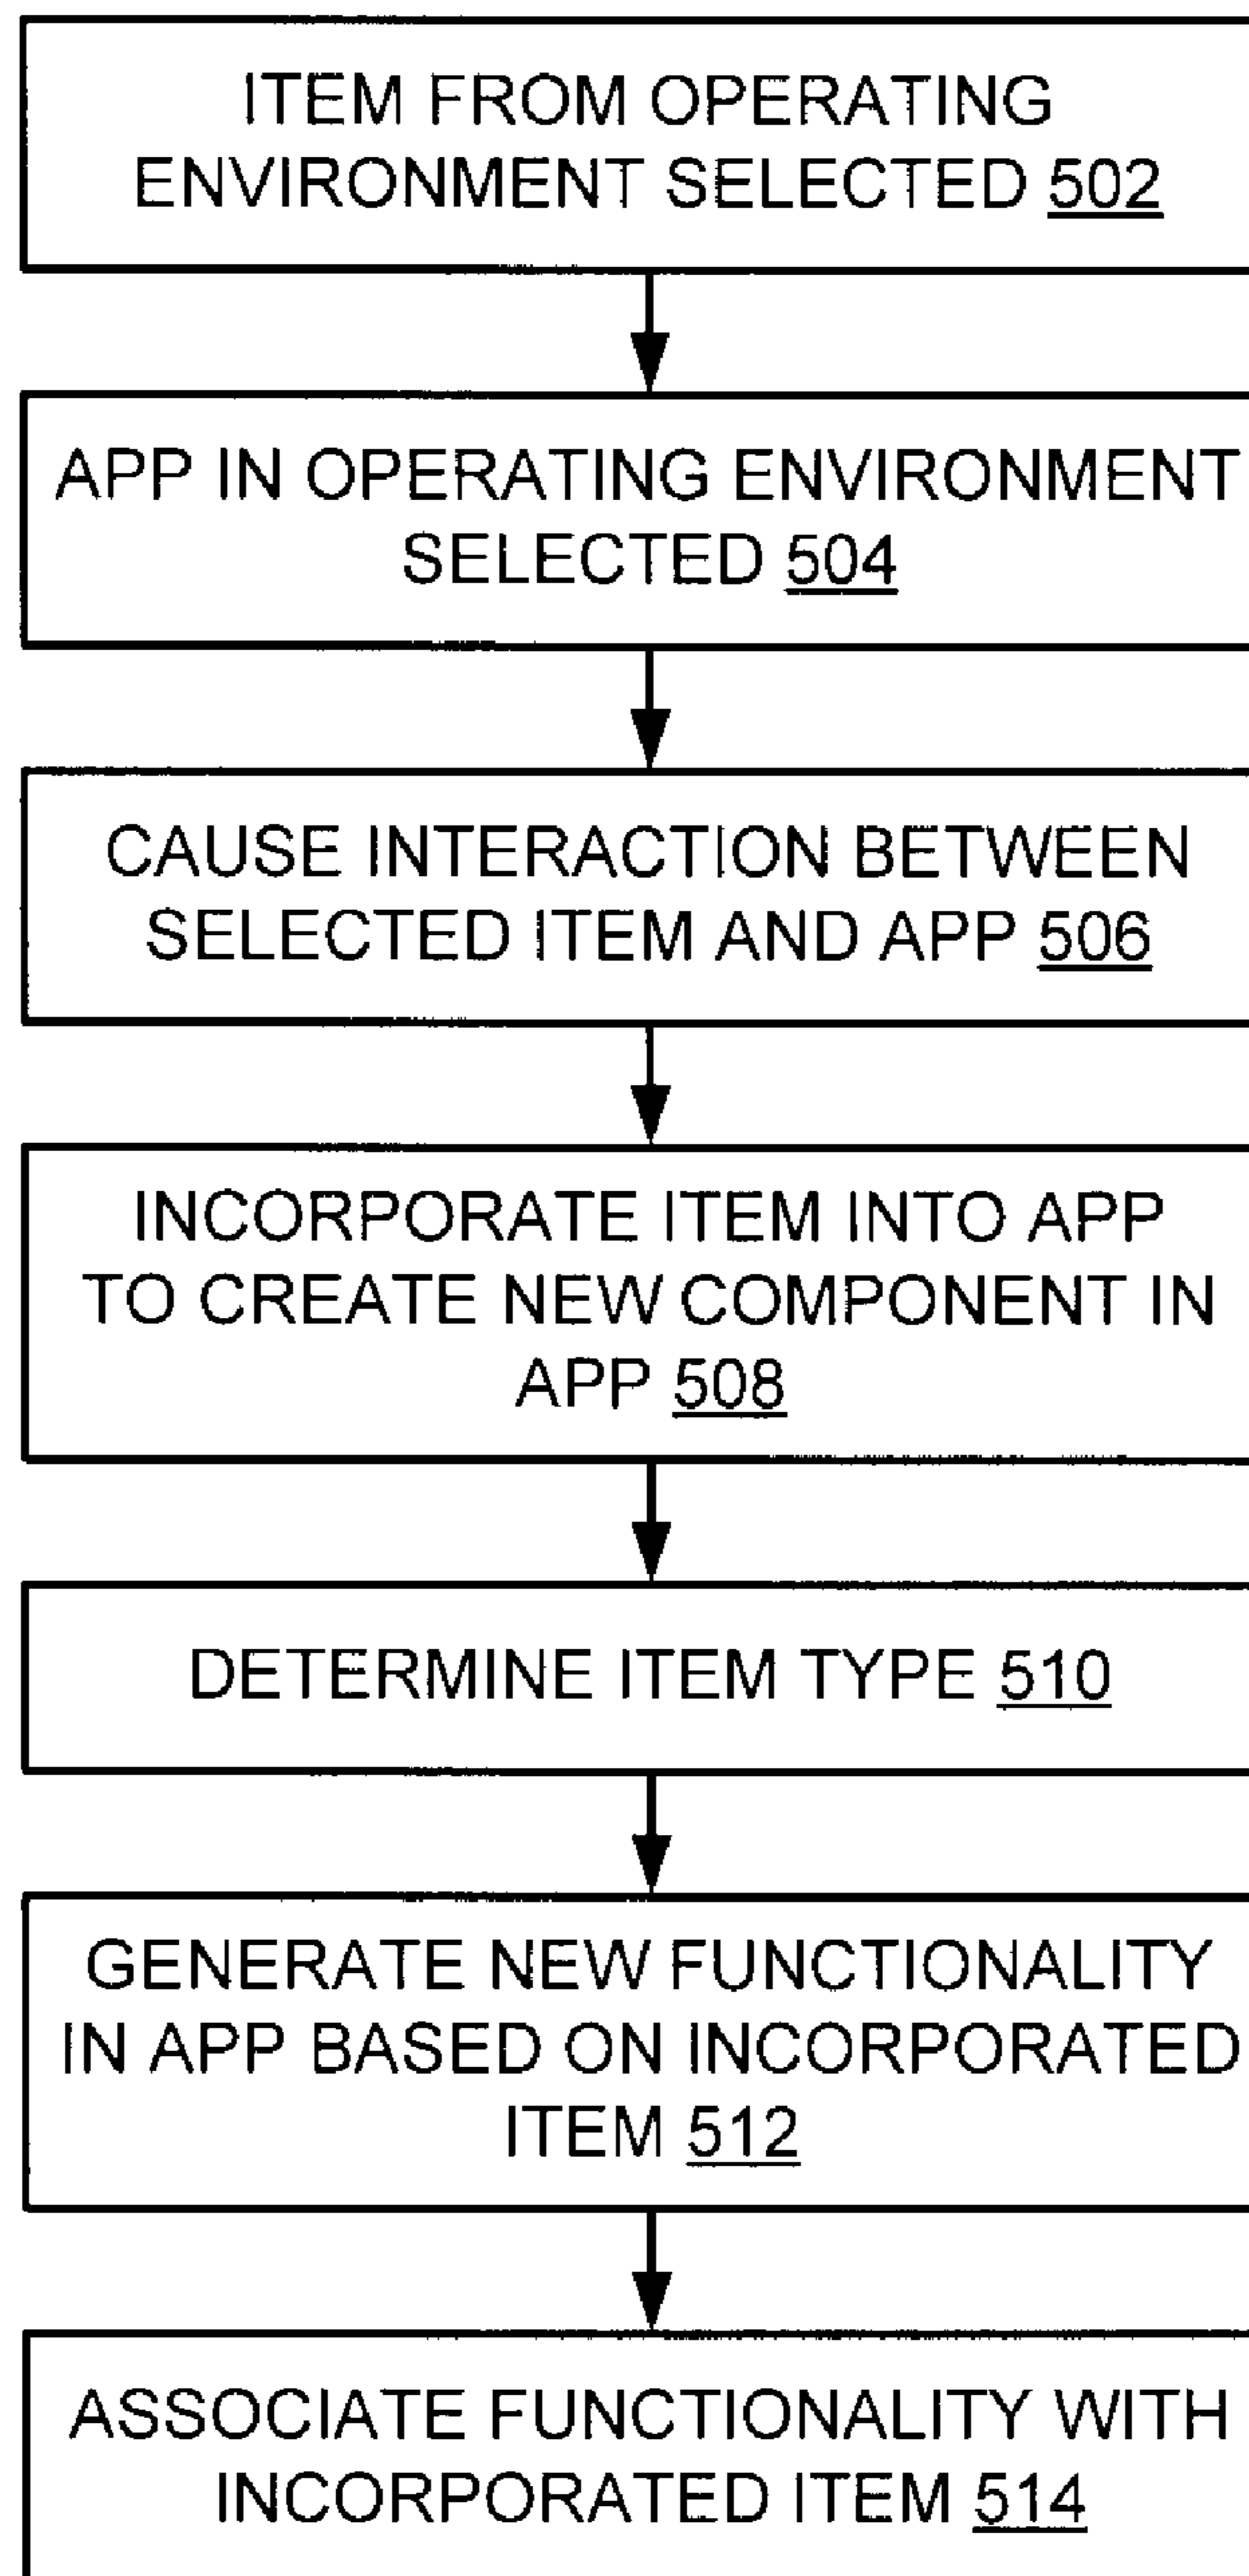 ITEM FROM OPERATING
ENVIRONMENT SELECTED 502
APP IN OPERATING ENVIRONMENT
SELECTED 504
CAUSE INTERACTION BETWEEN
SELECTED ITEM AND APP 506
INCORPORATE ITEM INTO APP
TO CREATE NEW COMPONENT IN
APP 508
DETERMINE ITEM TYPE 510
GENERATE NEW FUNCTIONALITY
IN APP BASED ON INCORPORATED
ITEM 512
ASSOCIATE FUNCTIONALITY WITH
INCORPORATED ITEM 514